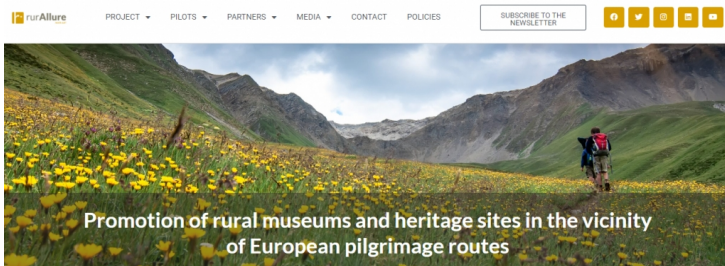 rurAllure
PROJECT
PILOTS
PARTNERS
MEDIA
CONTACT
POLICIES
SUBSCRIBE TO THE
NEWSLETTER
Promotion of rural museums and heritage sites in the vicinity
of European pilgrimage routes